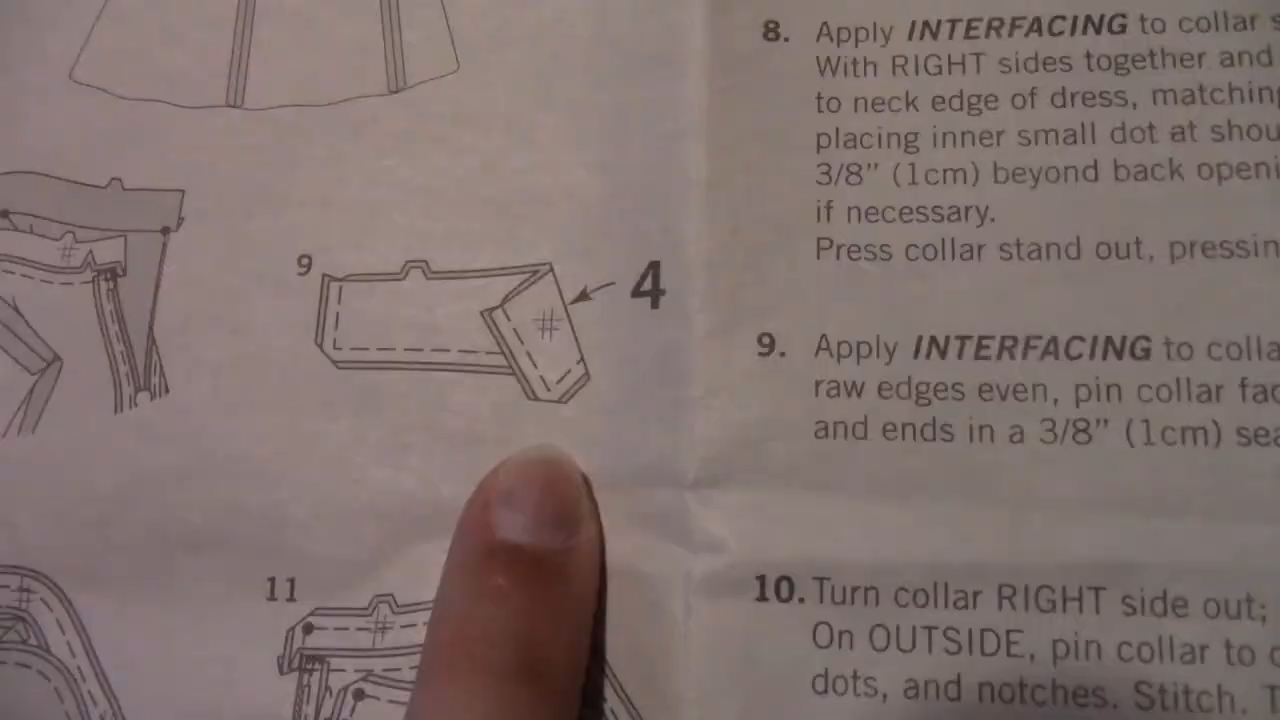 8. Apply INTERFACING to collar
With RIGHT sides together and
to neck edge of dress, matching
placing inner small dot at
3/8" (1cm) beyond back
if necessary.
Press collar stand out,
9
4
9. Apply INTERFACING to
raw edges even, pin collar
and ends in a 3/8" (1cm)
11
10. Turn collar RIGHT side out;
On OUTSIDE, pin collar to
dots, and notches. Stitch.